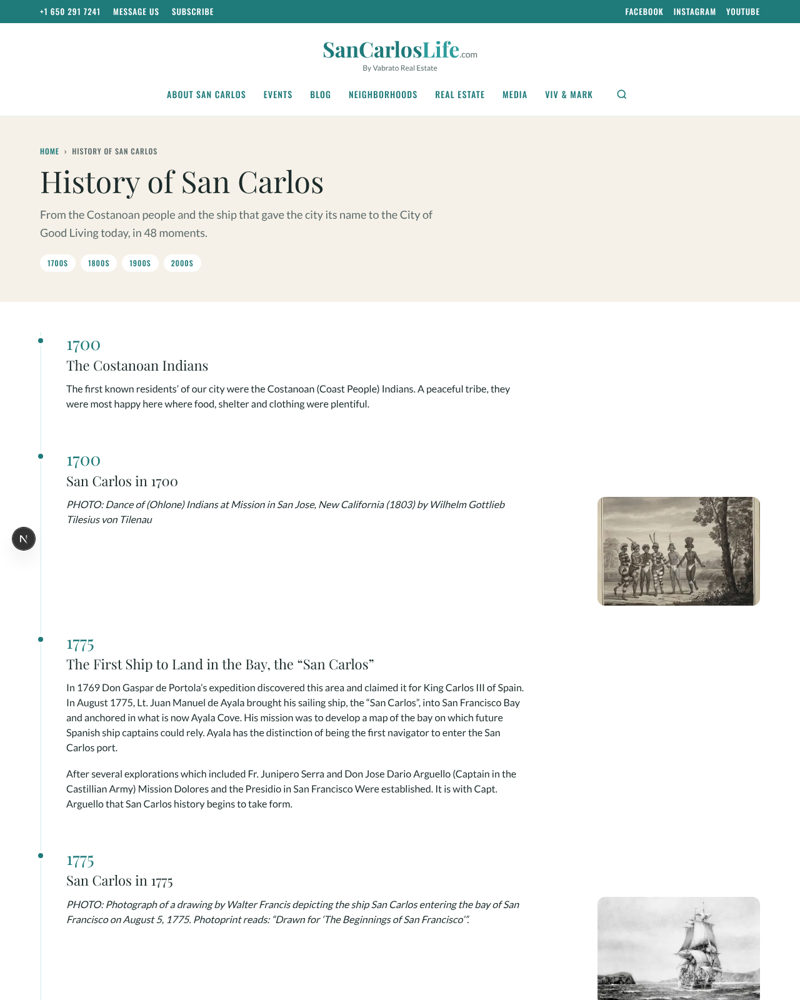 +1 650 291 7241 MESSAGE US SUBSCRIBE FACEBOOK INSTAGRAM YOUTUBE
SanCarlosLife.com
By Vabrato Real Estate
ABOUT SAN CARLOS EVENTS BLOG NEIGHBORHOODS REAL ESTATE MEDIA VIV & MARK
HOME › HISTORY OF SAN CARLOS
History of San Carlos
From the Costanoan people and the ship that gave the city its name to the City of
Good Living today, in 48 moments.
1700S 1800S 1900S 2000S
1700
The Costanoan Indians
The first known residents’ of our city were the Costanoan (Coast People) Indians. A peaceful tribe, they
were most happy here where food, shelter and clothing were plentiful.
1700
San Carlos in 1700
PHOTO: Dance of (Ohlone) Indians at Mission in San Jose, New California (1803) by Wilhelm Gottlieb
Tilesius von Tilenau
N
1775
The First Ship to Land in the Bay, the “San Carlos”
In 1769 Don Gaspar de Portola’s expedition discovered this area and claimed it for King Carlos III of Spain.
In August 1775, Lt. Juan Manuel de Ayala brought his sailing ship, the “San Carlos”, into San Francisco Bay
and anchored in what is now Ayala Cove. His mission was to develop a map of the bay on which future
Spanish ship captains could rely. Ayala has the distinction of being the first navigator to enter the San
Carlos port.
After several explorations which included Fr. Junipero Serra and Don Jose Dario Arguello (Captain in the
Castillian Army) Mission Dolores and the Presidio in San Francisco Were established. It is with Capt.
Arguello that San Carlos history begins to take form.
1775
San Carlos in 1775
PHOTO: Photograph of a drawing by Walter Francis depicting the ship San Carlos entering the bay of San
Francisco on August 5, 1775. Photoprint reads: “Drawn for ‘The Beginnings of San Francisco’”.